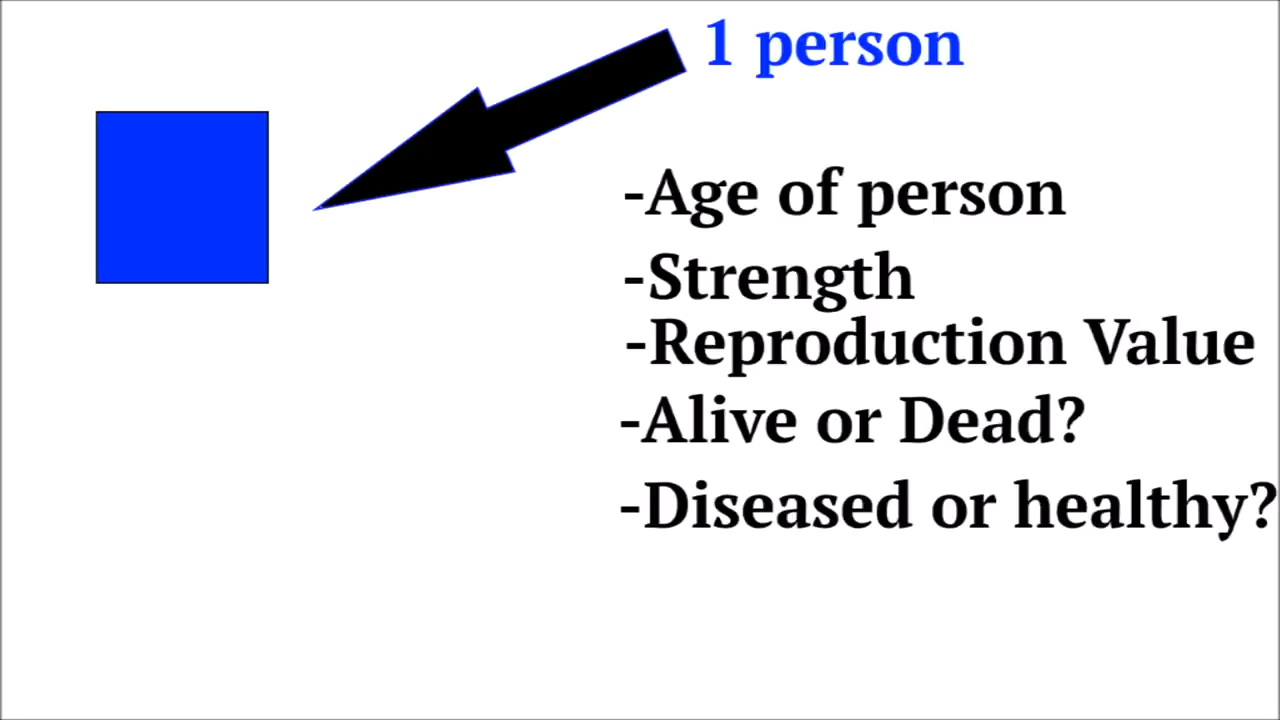 1 person
-Age of person
-Strength
-Reproduction Value
-Alive or Dead?
-Diseased or healthy?